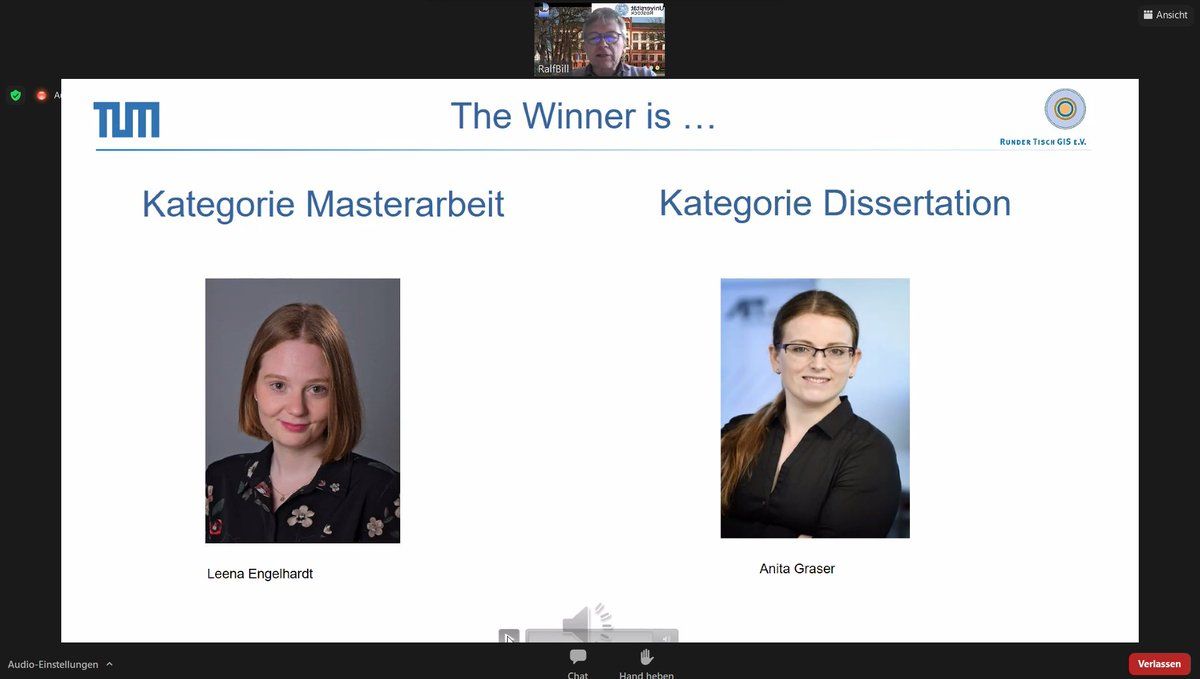 RalfBill
Ansicht
TUM
The Winner is …
RUNDER TISCH GIS E.V.
Kategorie Masterarbeit
Kategorie Dissertation
AIT
Leena Engelhardt
Anita Graser
Audio-Einstellungen
Chat
Hand heben
Verlassen